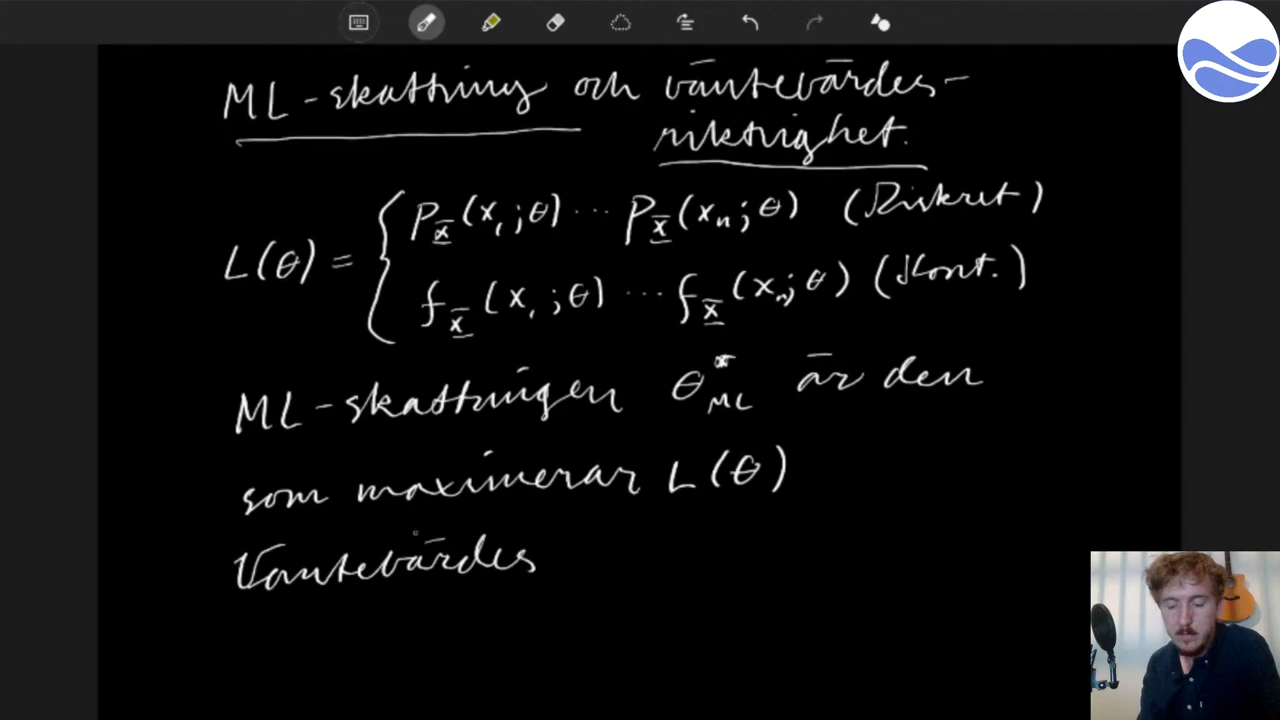 ML-skattning och väntevärdes-
riktighet.
L(θ) = { p_X(x₁;θ) ... p_X(xₙ;θ) (Diskret)
f_X(x₁;θ) ... f_X(xₙ;θ) (Kont.)
ML-skattningen θ*_ML är den
som maximerar L(θ)
Väntevärdes